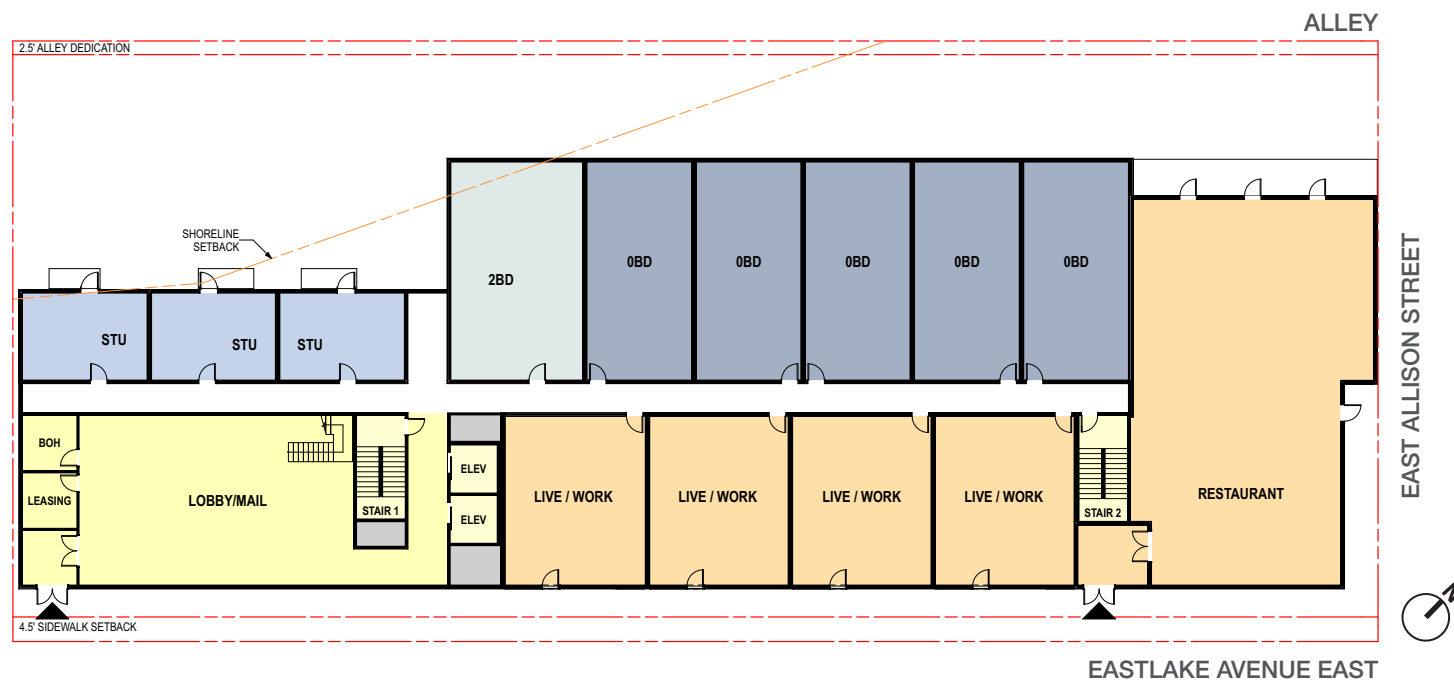 ALLEY
2.5' ALLEY DEDICATION
SHORELINE
SETBACK
2BD
0BD
0BD
0BD
0BD
0BD
STU
STU
STU
EAST ALLISON STREET
BOH
LEASING
LOBBY/MAIL
STAIR 1
ELEV
ELEV
LIVE / WORK
LIVE / WORK
LIVE / WORK
LIVE / WORK
STAIR 2
RESTAURANT
N
4.5' SIDEWALK SETBACK
EASTLAKE AVENUE EAST